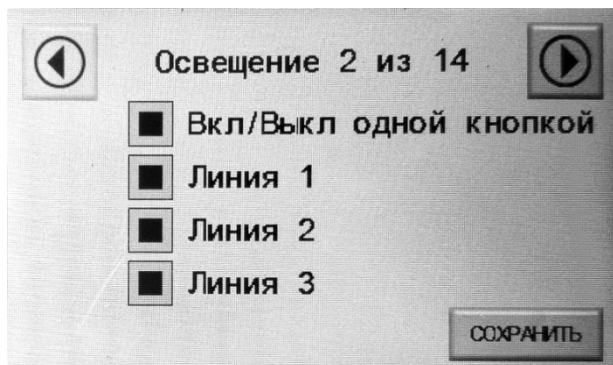 Освещение 2 из 14
Вкл/Выкл одной кнопкой
Линия 1
Линия 2
Линия 3
СОХРАНИТЬ